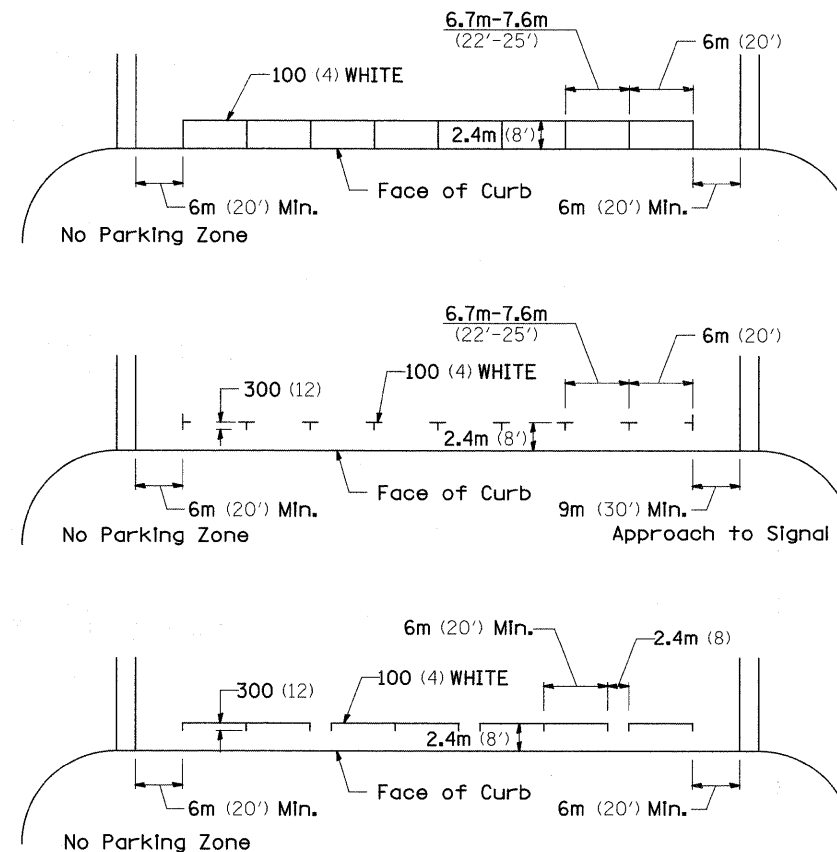 6.7m-7.6m
(22'-25')
6m (20')
100 (4) WHITE
2.4m (8')
Face of Curb
6m (20') Min.
6m (20') Min.
No Parking Zone
6.7m-7.6m
(22'-25')
6m (20')
300 (12)
100 (4) WHITE
2.4m (8')
Face of Curb
6m (20') Min.
9m (30') Min.
No Parking Zone
Approach to Signal
6m (20') Min.
2.4m (8)
300 (12)
100 (4) WHITE
2.4m (8')
Face of Curb
6m (20') Min.
6m (20') Min.
No Parking Zone